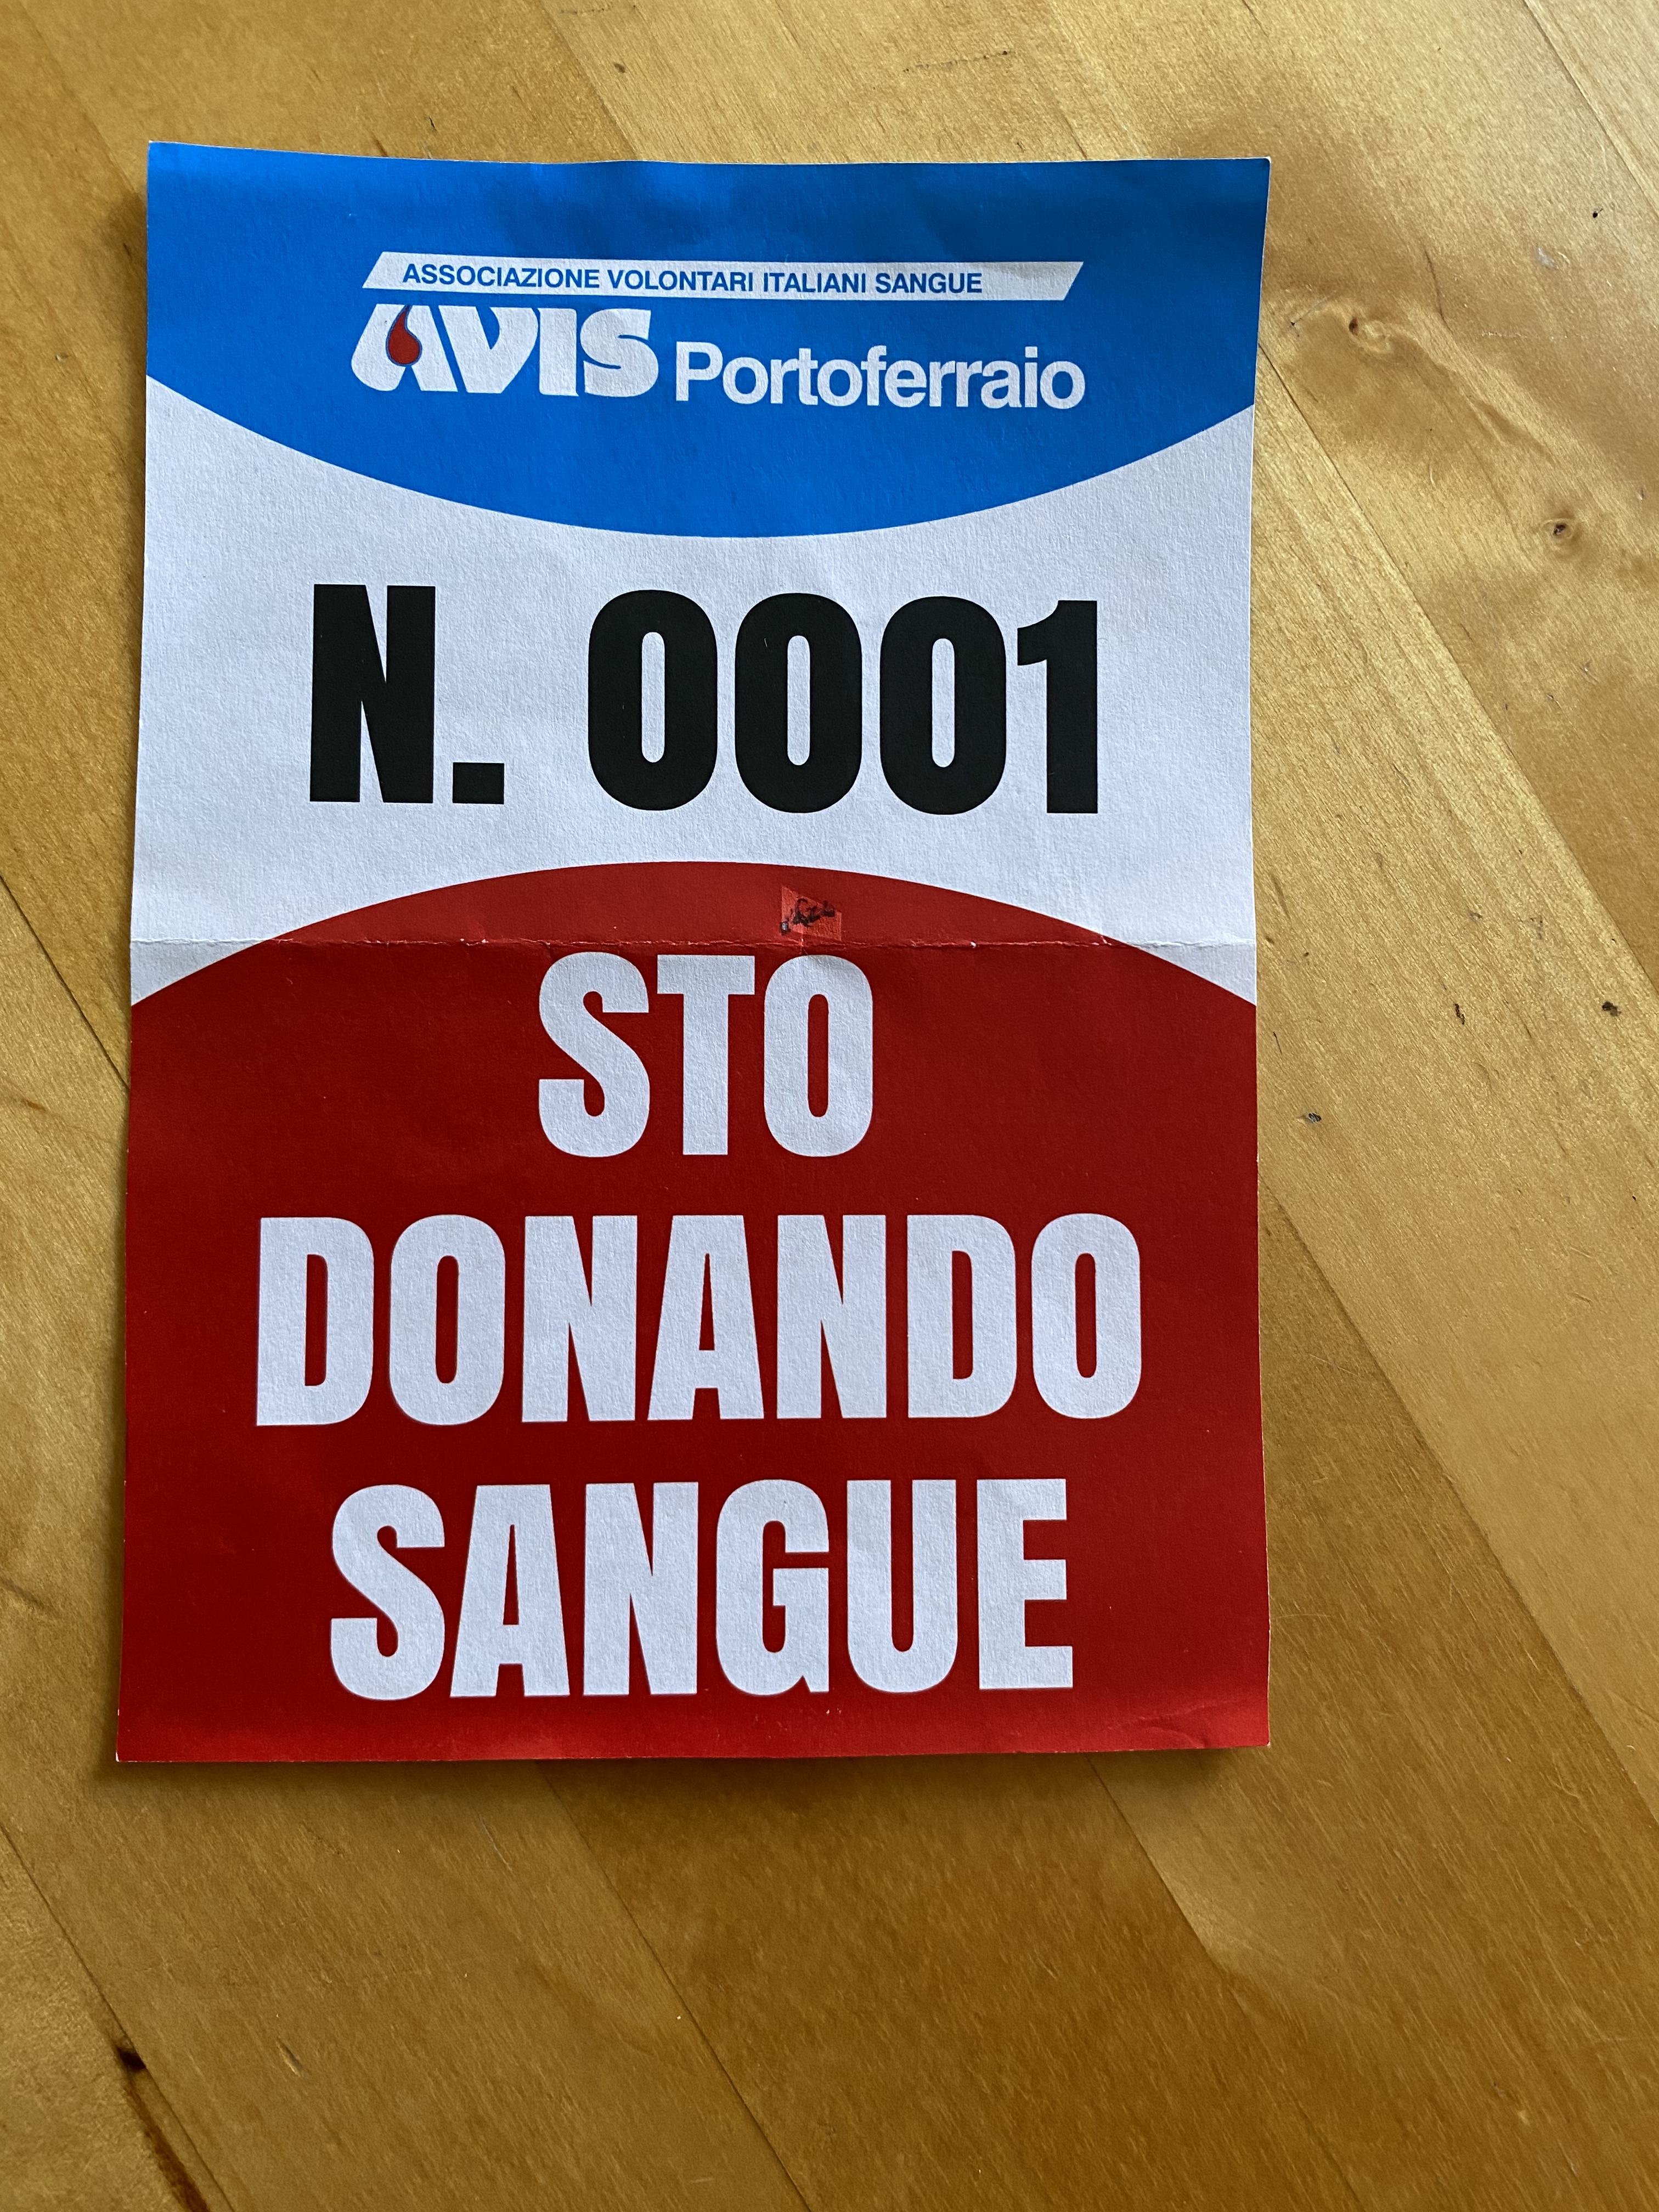 ASSOCIAZIONE VOLONTARI ITALIANI SANGUE
AVIS Portoferraio
N. 0001
STO
DONANDO
SANGUE